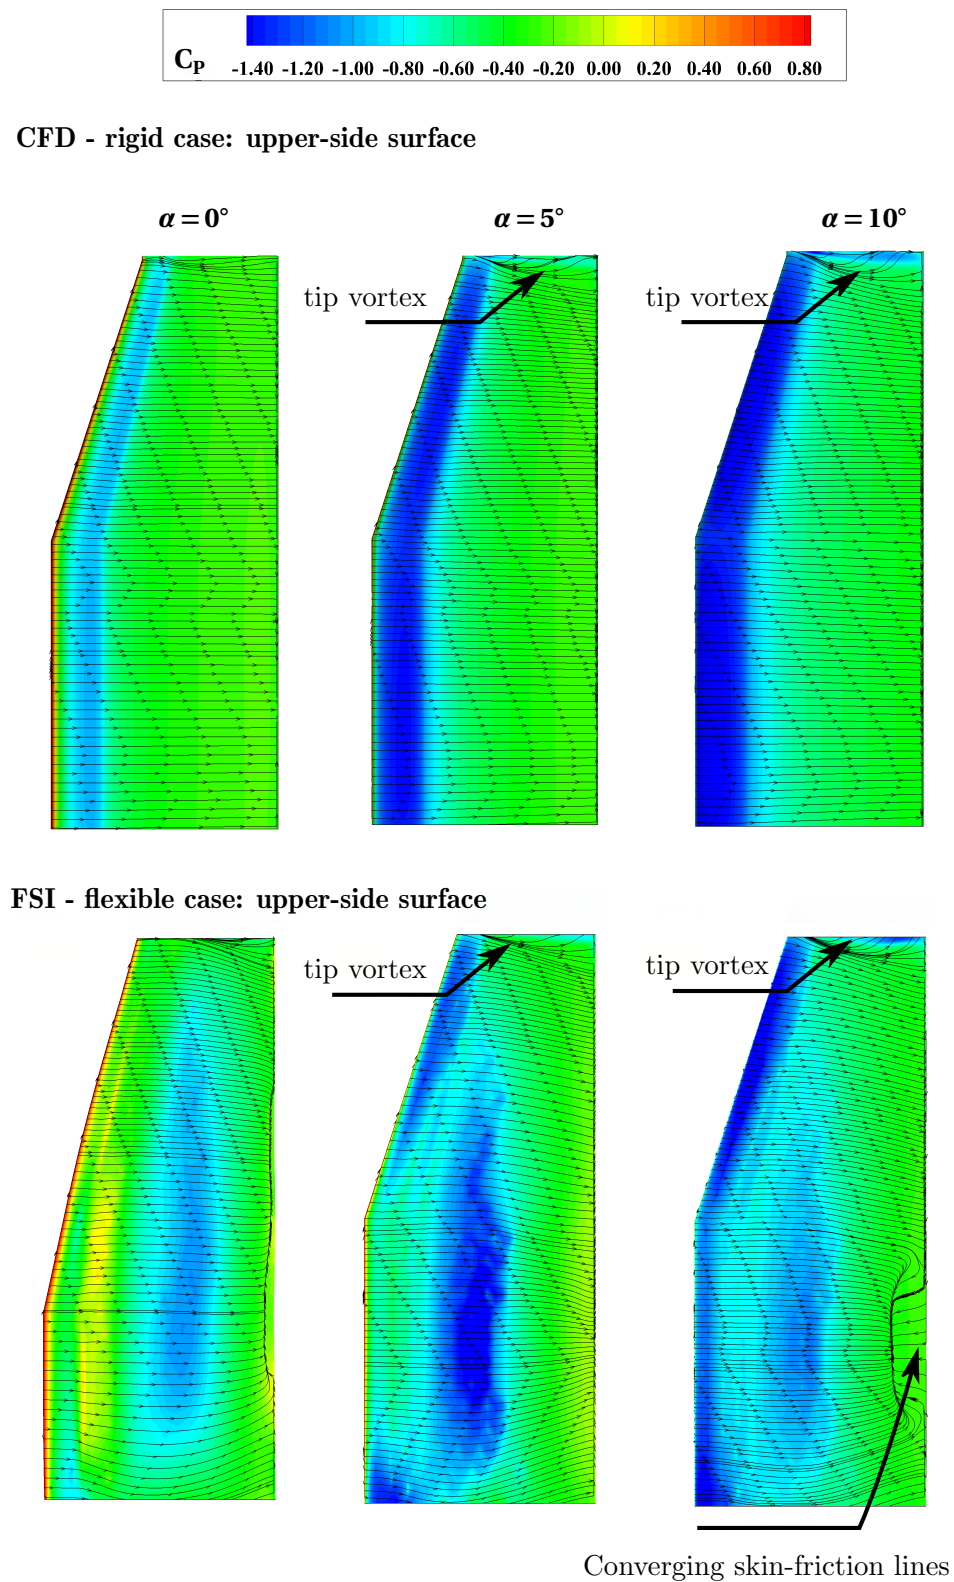 C_P -1.40 -1.20 -1.00 -0.80 -0.60 -0.40 -0.20 0.00 0.20 0.40 0.60 0.80
CFD - rigid case: upper-side surface
α = 0° α = 5° α = 10°
tip vortex tip vortex
FSI - flexible case: upper-side surface
tip vortex tip vortex
Converging skin-friction lines